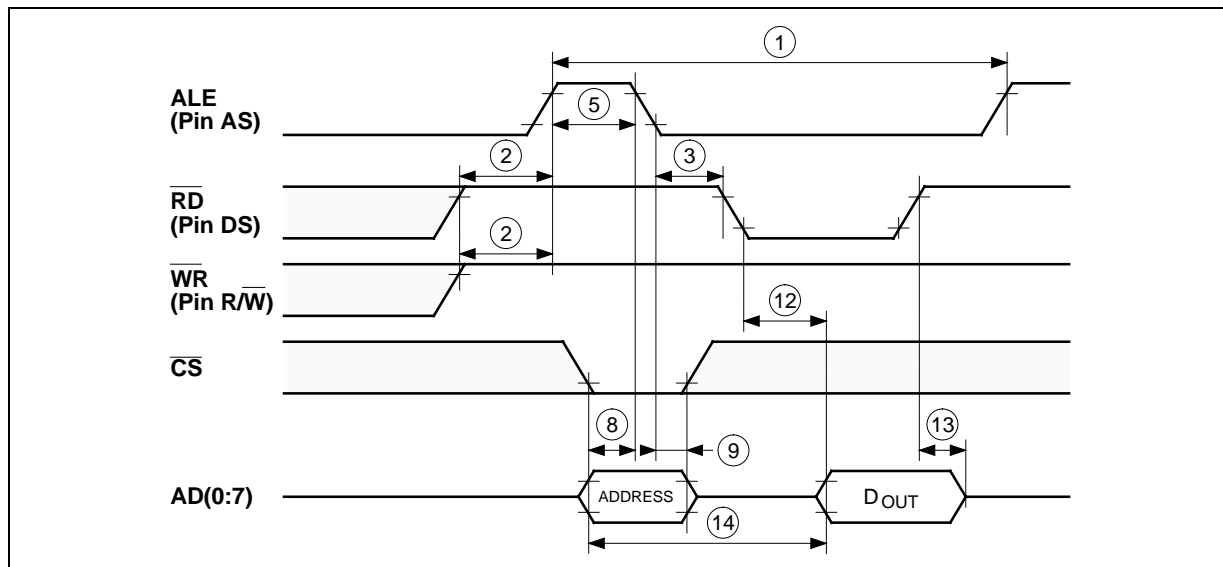 1
ALE
(Pin AS)
5
2
3
RD
(Pin DS)
2
WR
(Pin R/W)
12
CS
8
9
13
AD(0:7)
ADDRESS
DOUT
14